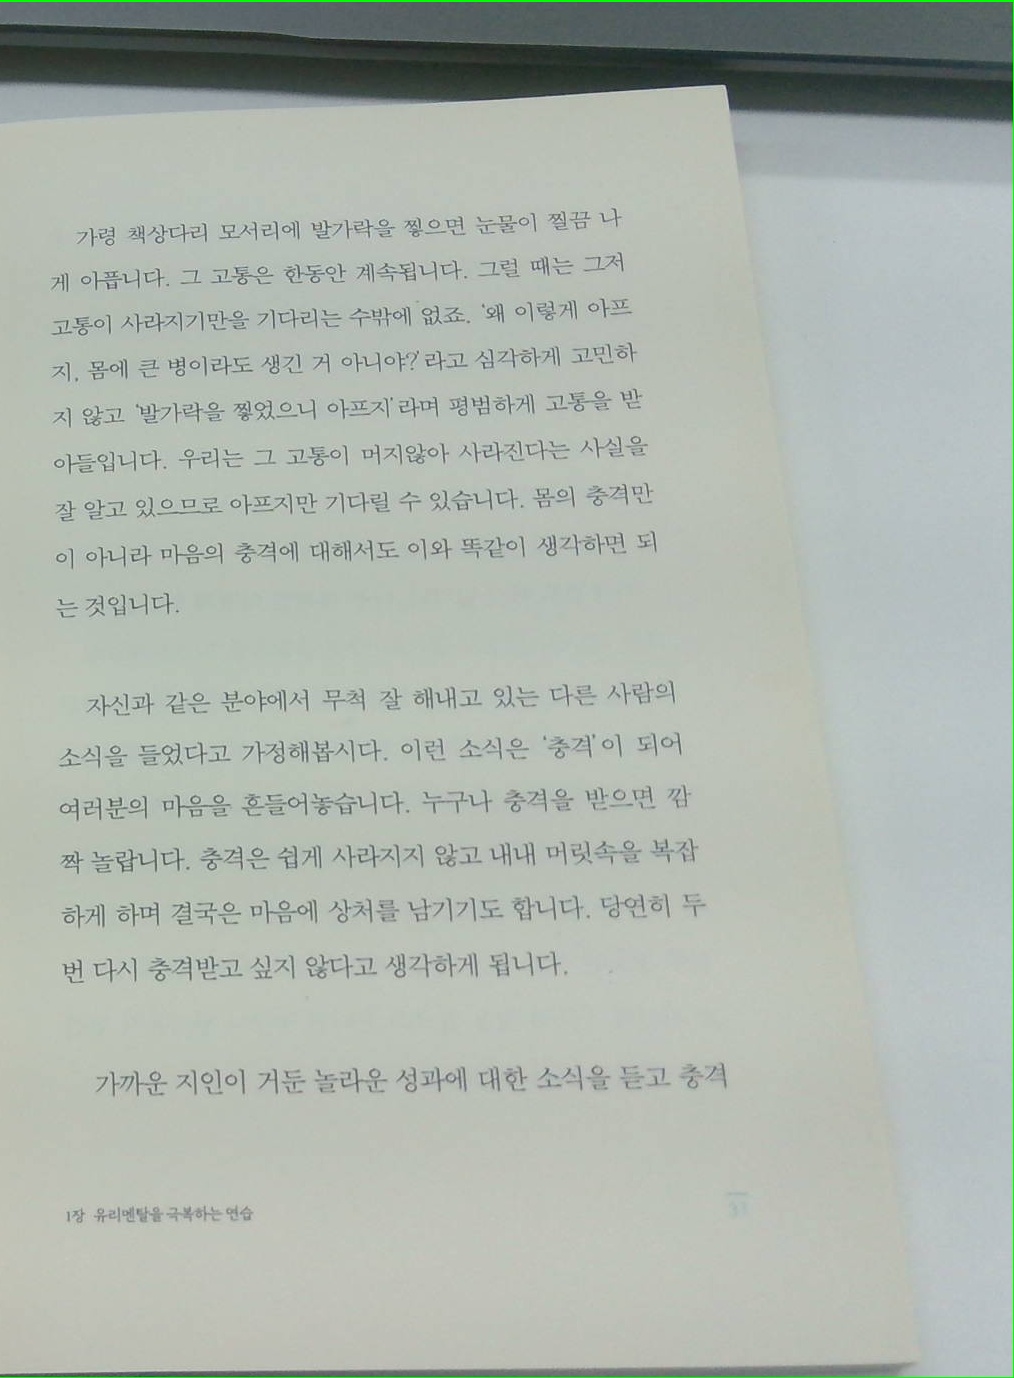 가령 책상다리 모서리에 발가락을 찧으면 눈물이 찔끔 나
게 아픕니다. 그 고통은 한동안 계속됩니다. 그럴 때는 그저
고통이 사라지기만을 기다리는 수밖에 없죠. ‘왜 이렇게 아프
지, 몸에 큰 병이라도 생긴 거 아니야?’라고 심각하게 고민하
지 않고 ‘발가락을 찧었으니 아프지’라며 평범하게 고통을 받
아들입니다. 우리는 그 고통이 머지않아 사라진다는 사실을
잘 알고 있으므로 아프지만 기다릴 수 있습니다. 몸의 충격만
이 아니라 마음의 충격에 대해서도 이와 똑같이 생각하면 되
는 것입니다.
자신과 같은 분야에서 무척 잘 해내고 있는 다른 사람의
소식을 들었다고 가정해봅시다. 이런 소식은 ‘충격’이 되어
여러분의 마음을 흔들어놓습니다. 누구나 충격을 받으면 깜
짝 놀랍니다. 충격은 쉽게 사라지지 않고 내내 머릿속을 복잡
하게 하며 결국은 마음에 상처를 남기기도 합니다. 당연히 두
번 다시 충격받고 싶지 않다고 생각하게 됩니다.
가까운 지인이 거둔 놀라운 성과에 대한 소식을 듣고 충격
1장 유리멘탈을 극복하는 연습